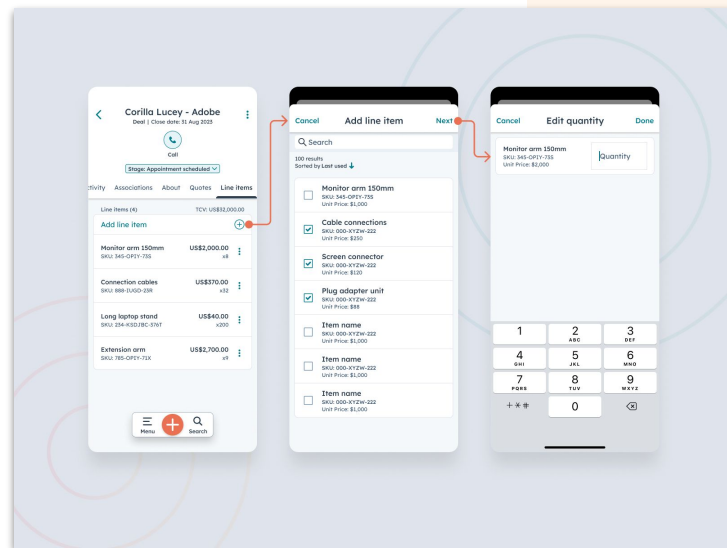 Corilla Lucey - Adobe
Deal | Close date: 31 Aug 2023
Call
Stage: Appointment scheduled
tivity Associations About Quotes Line items
Line items (4) TCV: US$32,000.00
Add line item
Monitor arm 150mm US$2,000.00
SKU: 345-OPIY-735 x8
Connection cables US$370.00
SKU: 888-IUGD-25R x32
Long laptop stand US$40.00
SKU: 234-KSDJBC-376T x200
Extension arm US$2,700.00
SKU: 785-OPIY-71X x9
Menu Search
Cancel Add line item Next
Search
100 results
Sorted by Last used
Monitor arm 150mm
SKU: 345-OPIY-735
Unit Price: $1,000
Cable connections
SKU: 000-XYZW-222
Unit Price: $250
Screen connector
SKU: 000-XYZW-222
Unit Price: $120
Plug adapter unit
SKU: 000-XYZW-222
Unit Price: $88
Item name
SKU: 000-XYZW-222
Unit Price: $1,000
Item name
SKU: 000-XYZW-222
Unit Price: $1,000
Item name
SKU: 000-XYZW-222
Unit Price: $1,000
Cancel Edit quantity Done
Monitor arm 150mm
SKU: 345-OPIY-735
Unit Price: $2,000
Quantity
1 2 3
ABC DEF
4 5 6
GHI JKL MNO
7 8 9
PQRS TUV WXYZ
+*# 0